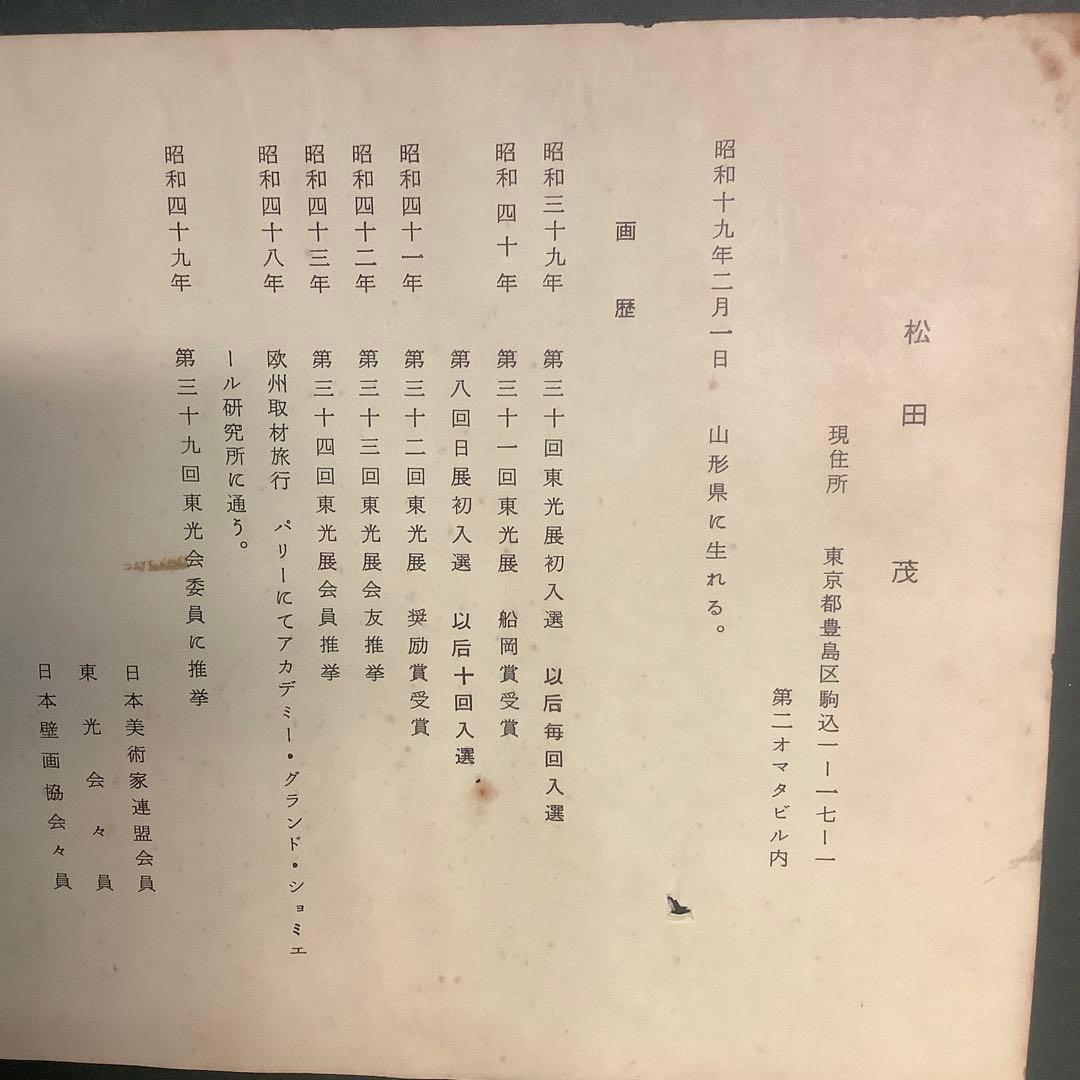 松田茂
現住所 東京都豊島区駒込一ー一七ー一
第二オマタビル内
昭和十九年二月一日 山形県に生れる。
画歴
昭和三十九年 第三十回東光展初入選 以后毎回入選
昭和四十年 第三十一回東光展 船岡賞受賞
第八回日展初入選 以后十回入選
昭和四十一年 第三十二回東光展 奨励賞受賞
昭和四十二年 第三十三回東光展会友推挙
昭和四十三年 第三十四回東光展会員推挙
昭和四十八年 欧州取材旅行 パリーにてアカデミー・グランド・ショミエ
ール研究所に通う。
昭和四十九年 第三十九回東光会委員に推挙
日本美術家連盟会員
東光会々員
日本壁画協会々員